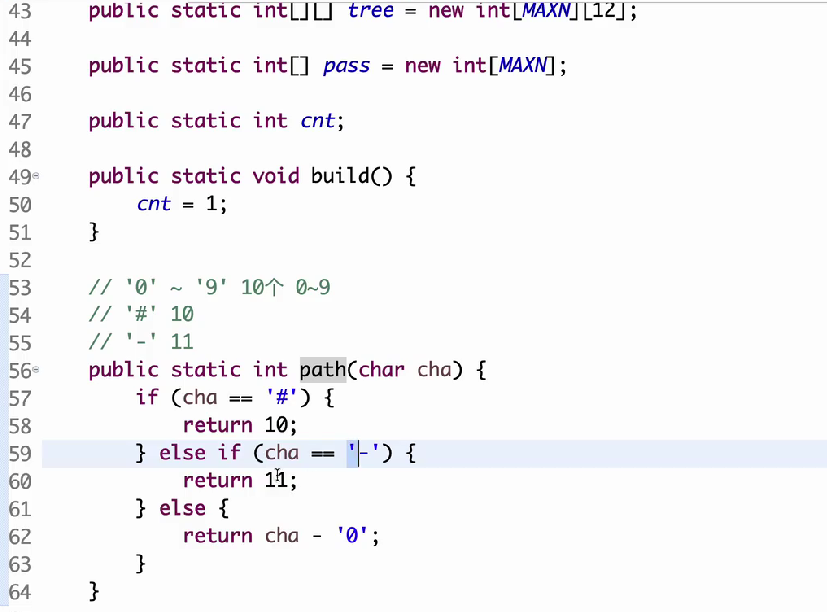 43 public static int[][] tree = new int[MAXN][12];
44
45 public static int[] pass = new int[MAXN];
46
47 public static int cnt;
48
49 public static void build() {
50 cnt = 1;
51 }
52
53 // '0' ~ '9' 10个 0~9
54 // '#' 10
55 // '-' 11
56 public static int path(char cha) {
57 if (cha == '#') {
58 return 10;
59 } else if (cha == '-') {
60 return 11;
61 } else {
62 return cha - '0';
63 }
64 }